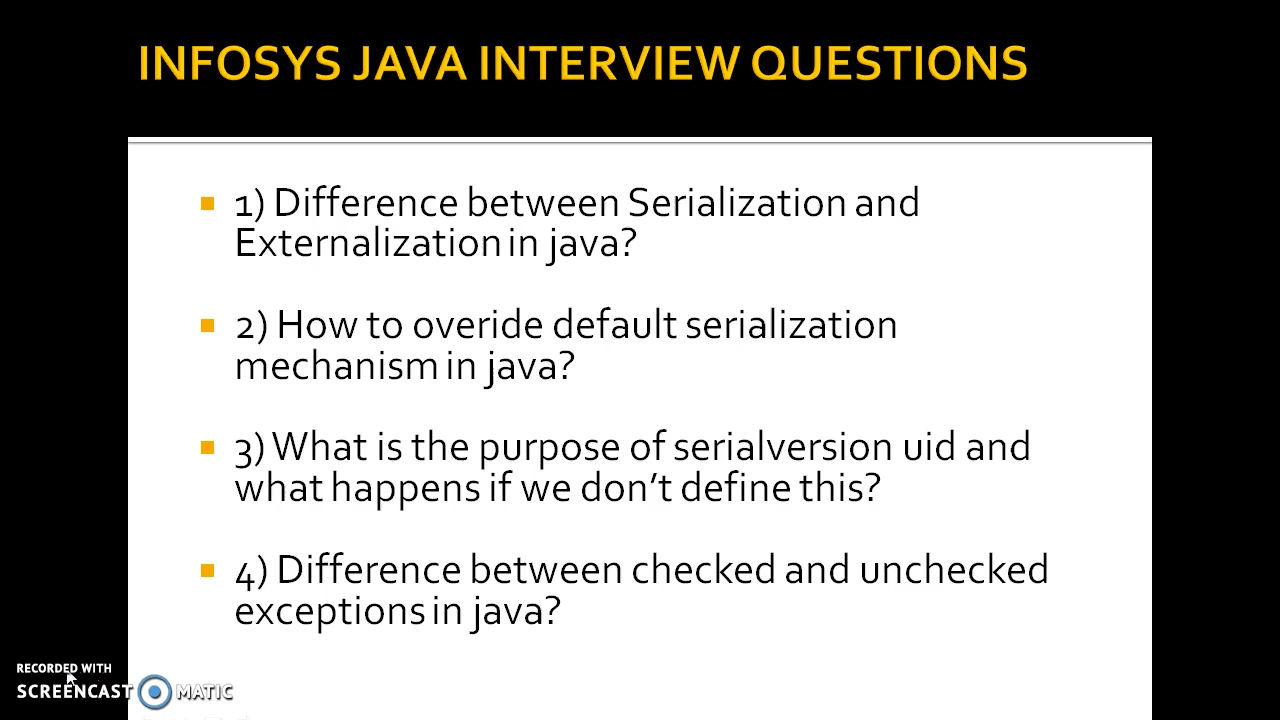 INFOSYS JAVA INTERVIEW QUESTIONS
1) Difference between Serialization and
Externalization in java?
2) How to overide default serialization
mechanism in java?
3) What is the purpose of serialversion uid and
what happens if we don’t define this?
4) Difference between checked and unchecked
exceptions in java?
RECORDED WITH
SCREENCAST MATIC